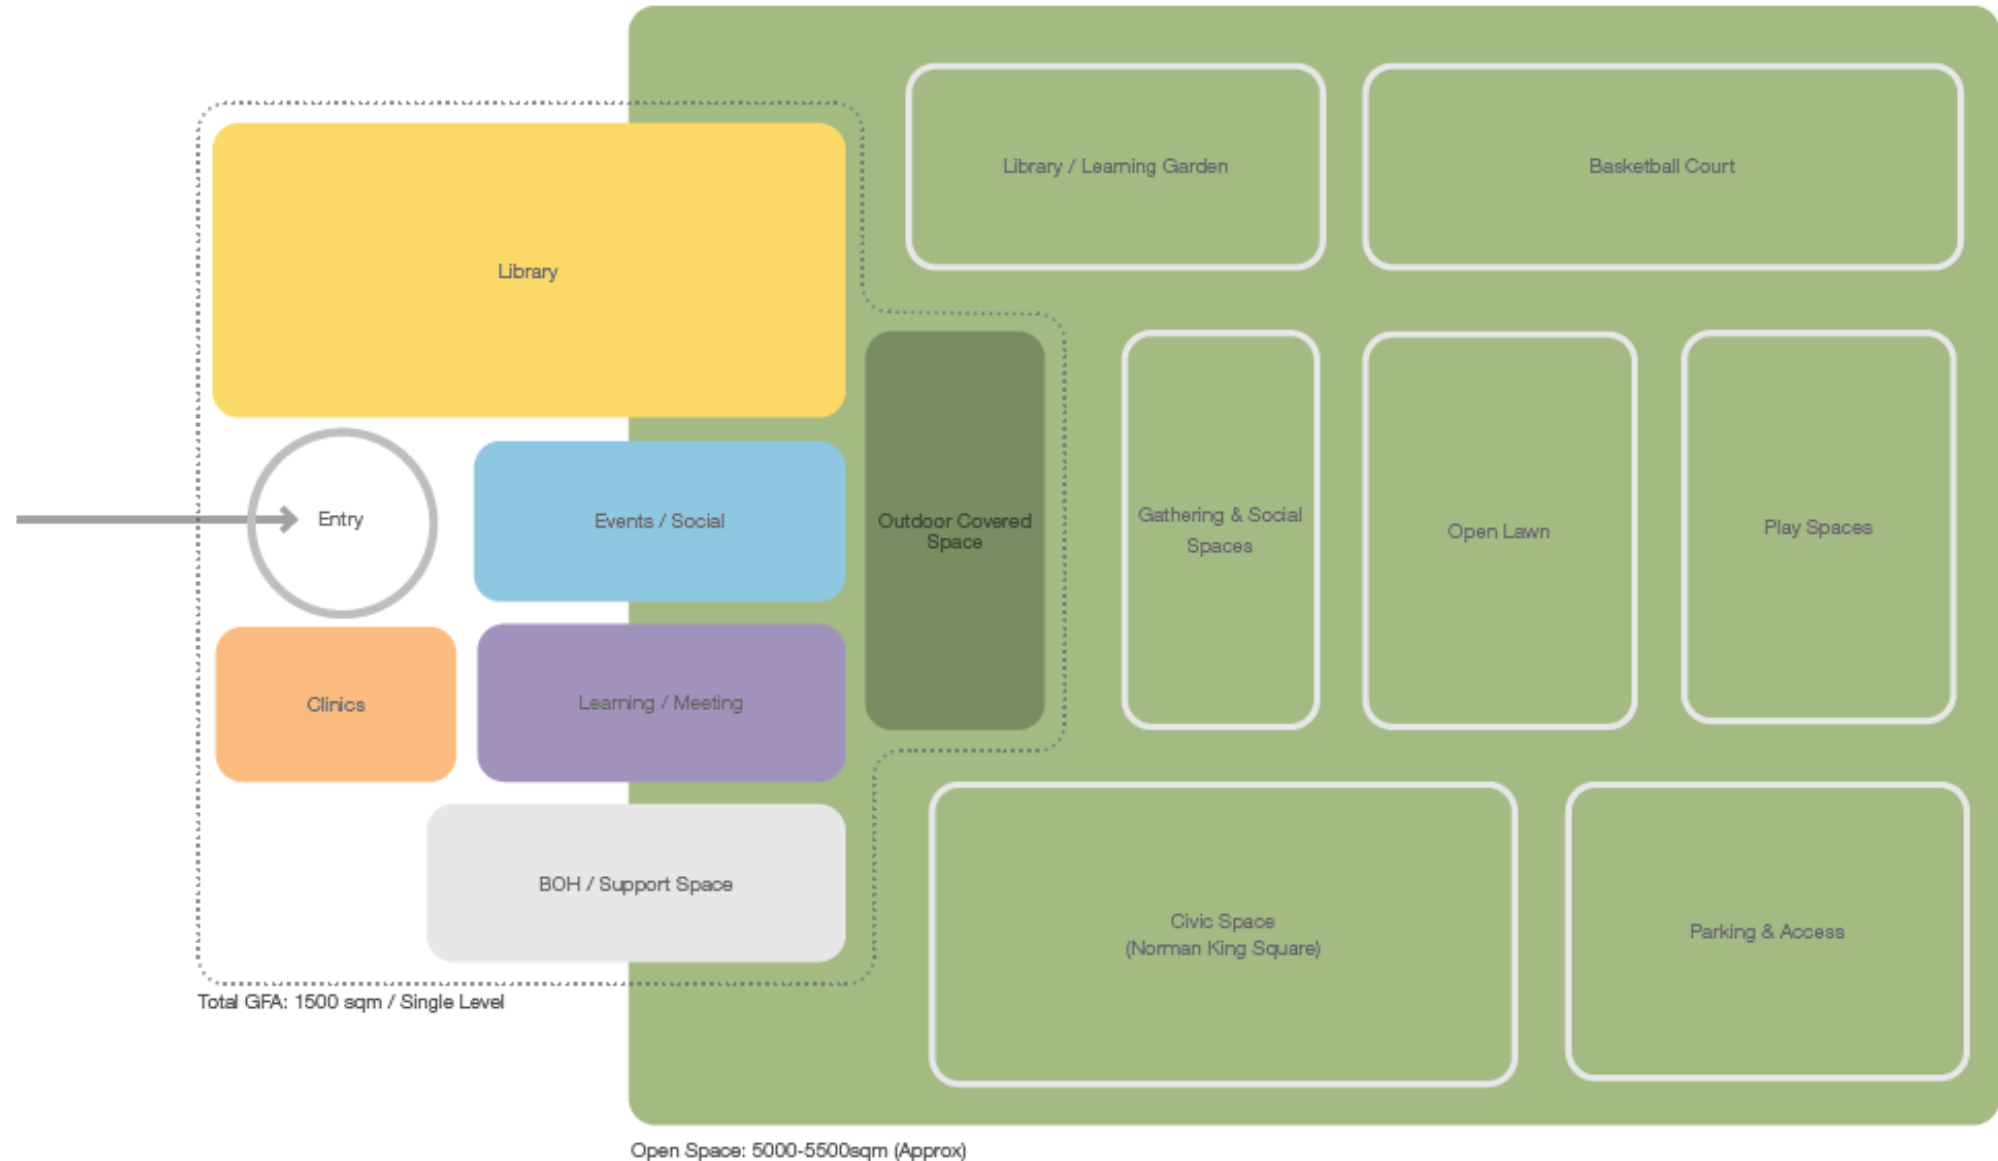 Library / Learning Garden
Basketball Court
Library
Entry
Events / Social
Outdoor Covered
Space
Gathering & Social
Spaces
Open Lawn
Play Spaces
Clinics
Learning / Meeting
BOH / Support Space
Civic Space
(Norman King Square)
Parking & Access
Total GFA: 1500 sqm / Single Level
Open Space: 5000-5500sqm (Approx)